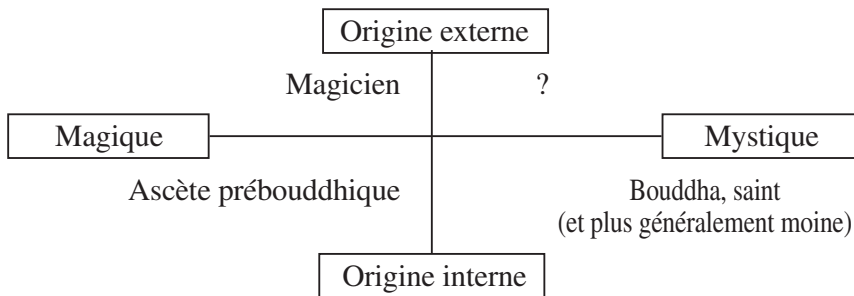 Origine externe
Magicien ?
Magique Mystique
Ascète prébouddhique Bouddha, saint
(et plus généralement moine)
Origine interne